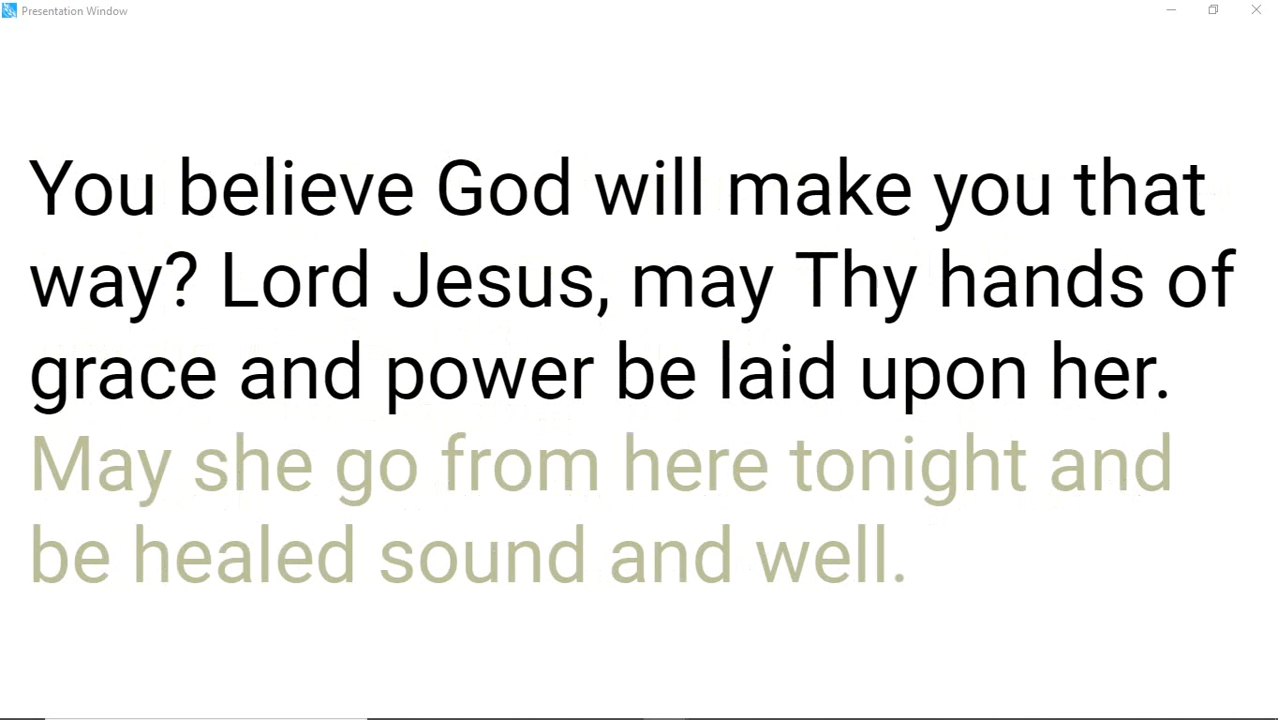 Presentation Window
You believe God will make you that
way? Lord Jesus, may Thy hands of
grace and power be laid upon her.
May she go from here tonight and
be healed sound and well.